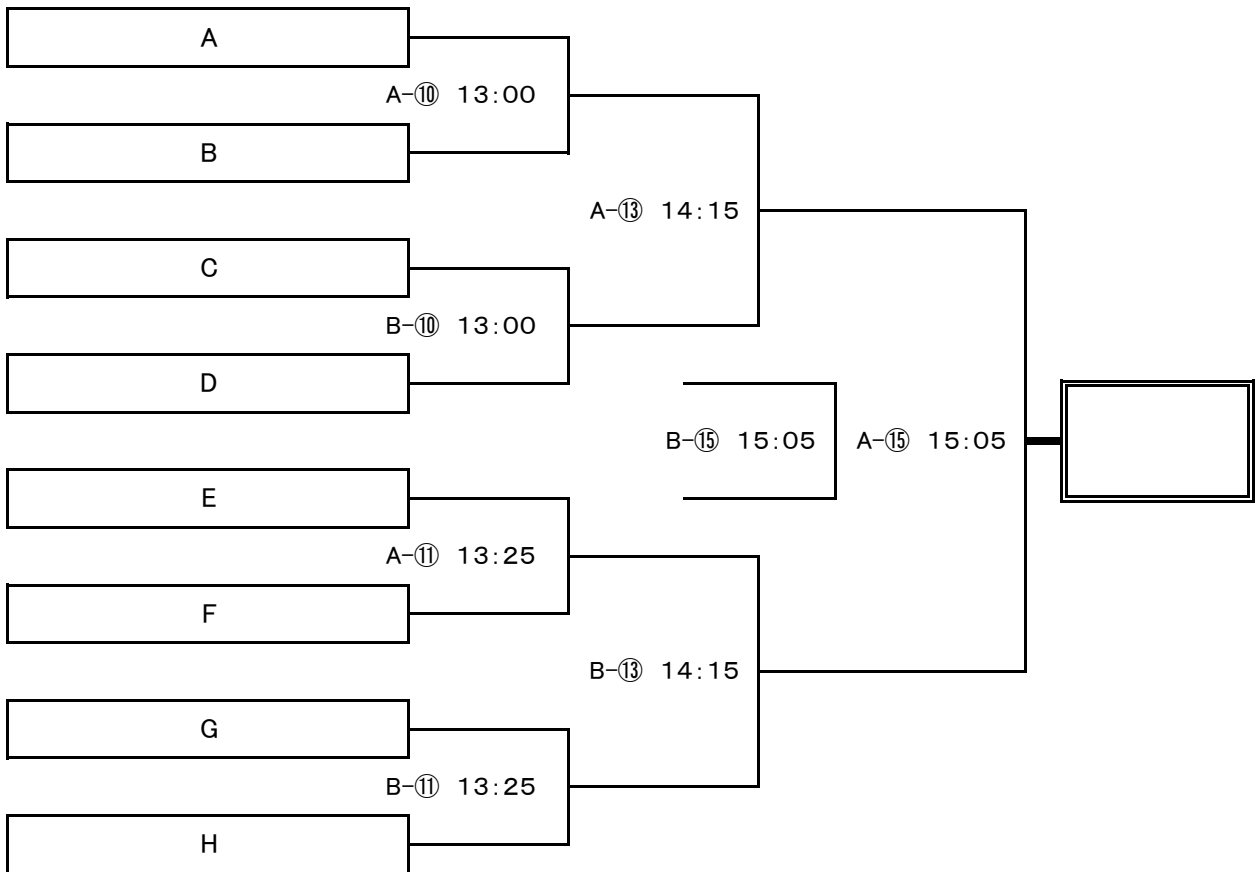 A
A-⑩ 13:00
B
A-⑬ 14:15
C
B-⑩ 13:00
D
B-⑮ 15:05
A-⑮ 15:05
E
A-⑪ 13:25
F
B-⑬ 14:15
G
B-⑪ 13:25
H